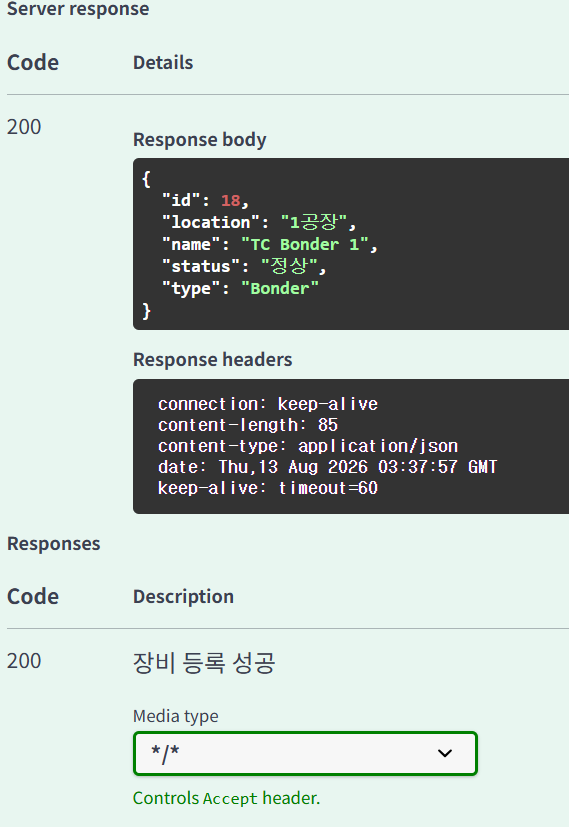 Server response
Code Details
200
Response body
{
"id": 18,
"location": "1공장",
"name": "TC Bonder 1",
"status": "정상",
"type": "Bonder"
}
Response headers
connection: keep-alive
content-length: 85
content-type: application/json
date: Thu,13 Aug 2026 03:37:57 GMT
keep-alive: timeout=60
Responses
Code Description
200 장비 등록 성공
Media type
*/*
Controls Accept header.